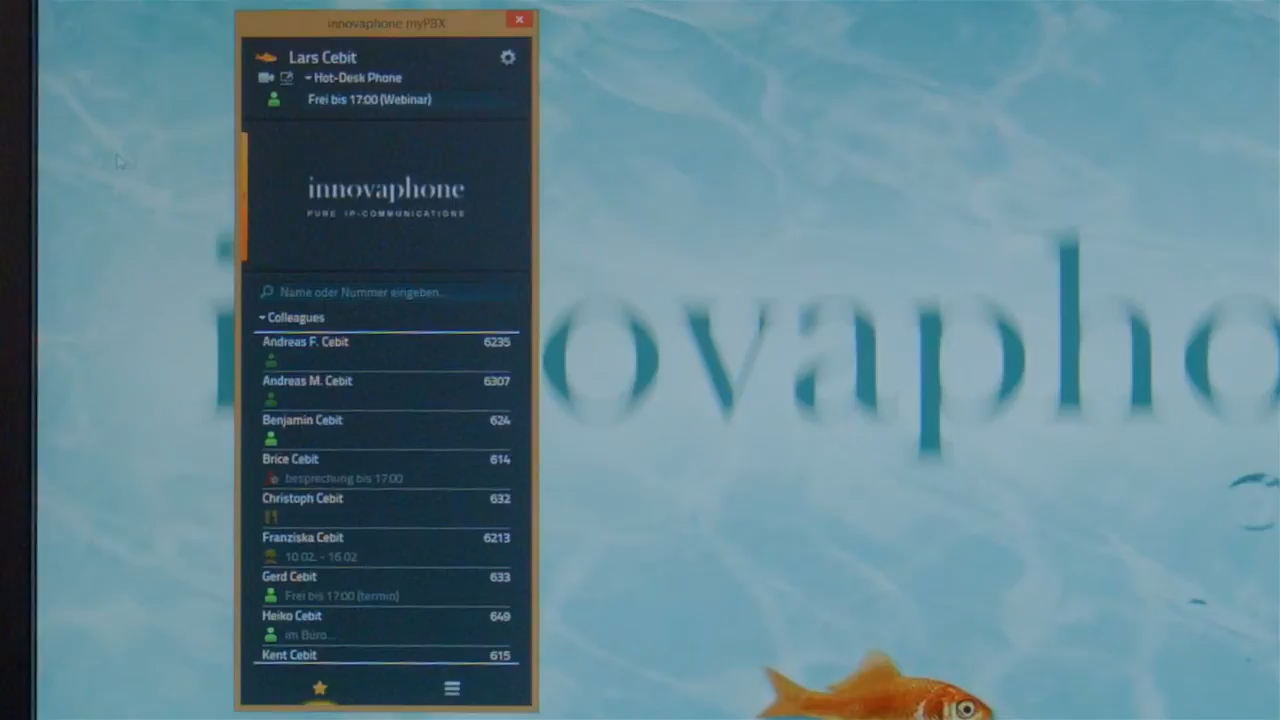 innovaphone myPBX
Lars Cebit
Hot-Desk Phone
Frei bis 17:00 (Webinar)
innovaphone
PURE IP-COMMUNICATIONS
Name oder Nummer eingeben...
Colleagues
Andreas F. Cebit 6235
Andreas M. Cebit 6307
Benjamin Cebit 624
Brice Cebit 614
besprechung bis 17:00
Christoph Cebit 632
Franziska Cebit 6213
10.02. - 16.02
Gerd Cebit 633
Frei bis 17:00 (termin)
Heiko Cebit 649
im Büro...
Kent Cebit 615
ovapho